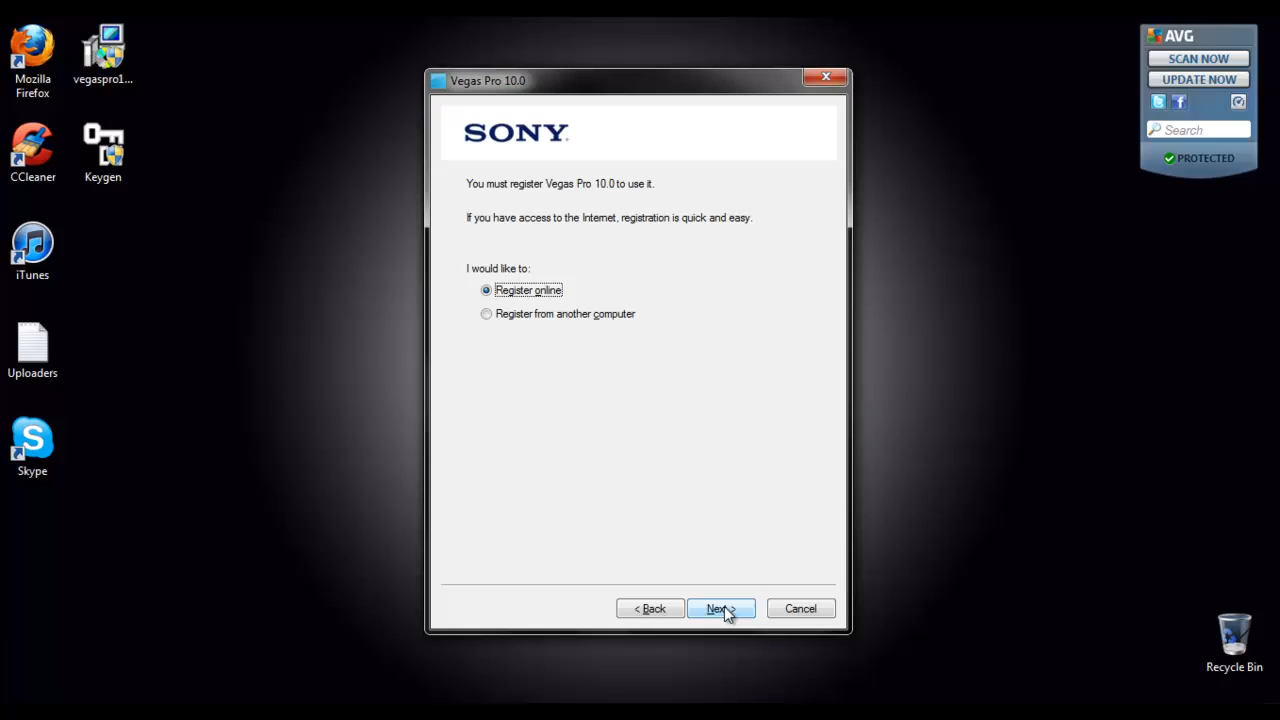 Mozilla
Firefox
vegaspro1...
CCleaner
Keygen
iTunes
Uploaders
Skype
Vegas Pro 10.0
SONY
You must register Vegas Pro 10.0 to use it.
If you have access to the Internet, registration is quick and easy.
I would like to:
Register online
Register from another computer
< Back
Next >
Cancel
AVG
SCAN NOW
UPDATE NOW
Search
PROTECTED
Recycle Bin